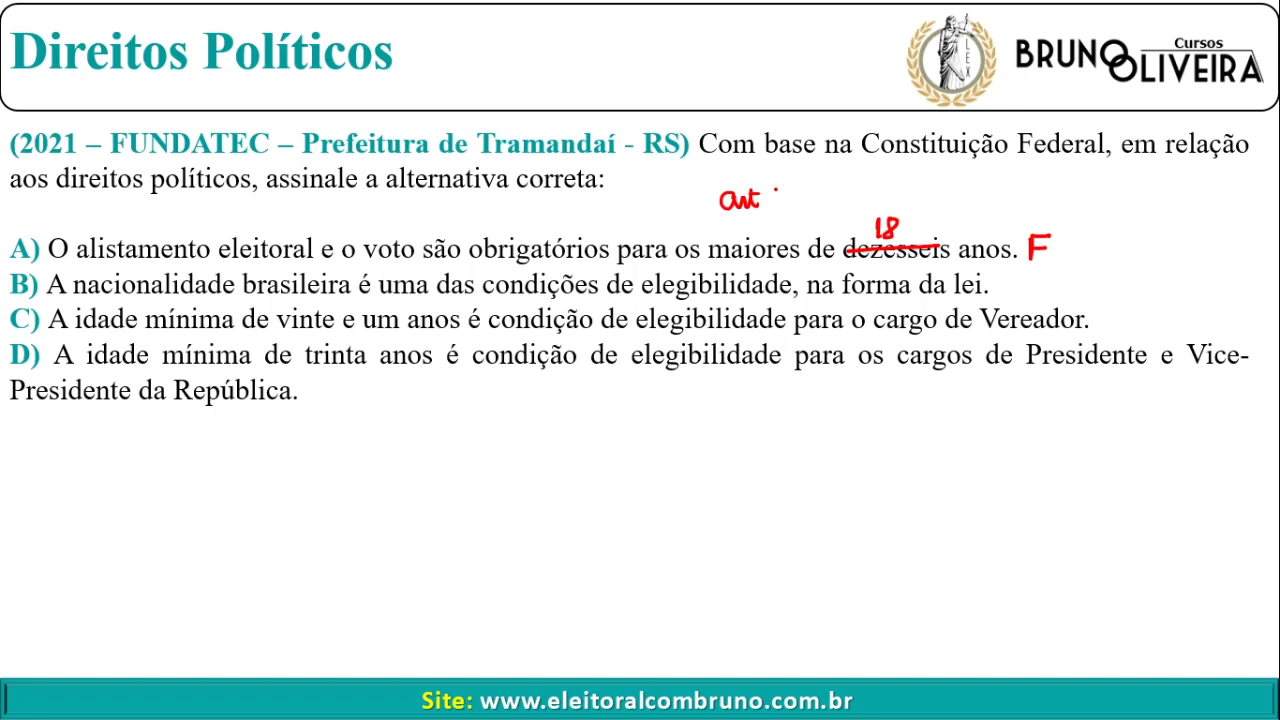 Direitos Políticos
LEX
Cursos
BRUNO
OLIVEIRA
(2021 – FUNDATEC – Prefeitura de Tramandaí - RS) Com base na Constituição Federal, em relação
aos direitos políticos, assinale a alternativa correta:
art
18
A) O alistamento eleitoral e o voto são obrigatórios para os maiores de dezesseis anos. F
B) A nacionalidade brasileira é uma das condições de elegibilidade, na forma da lei.
C) A idade mínima de vinte e um anos é condição de elegibilidade para o cargo de Vereador.
D) A idade mínima de trinta anos é condição de elegibilidade para os cargos de Presidente e Vice-
Presidente da República.
Site: www.eleitoralcombruno.com.br